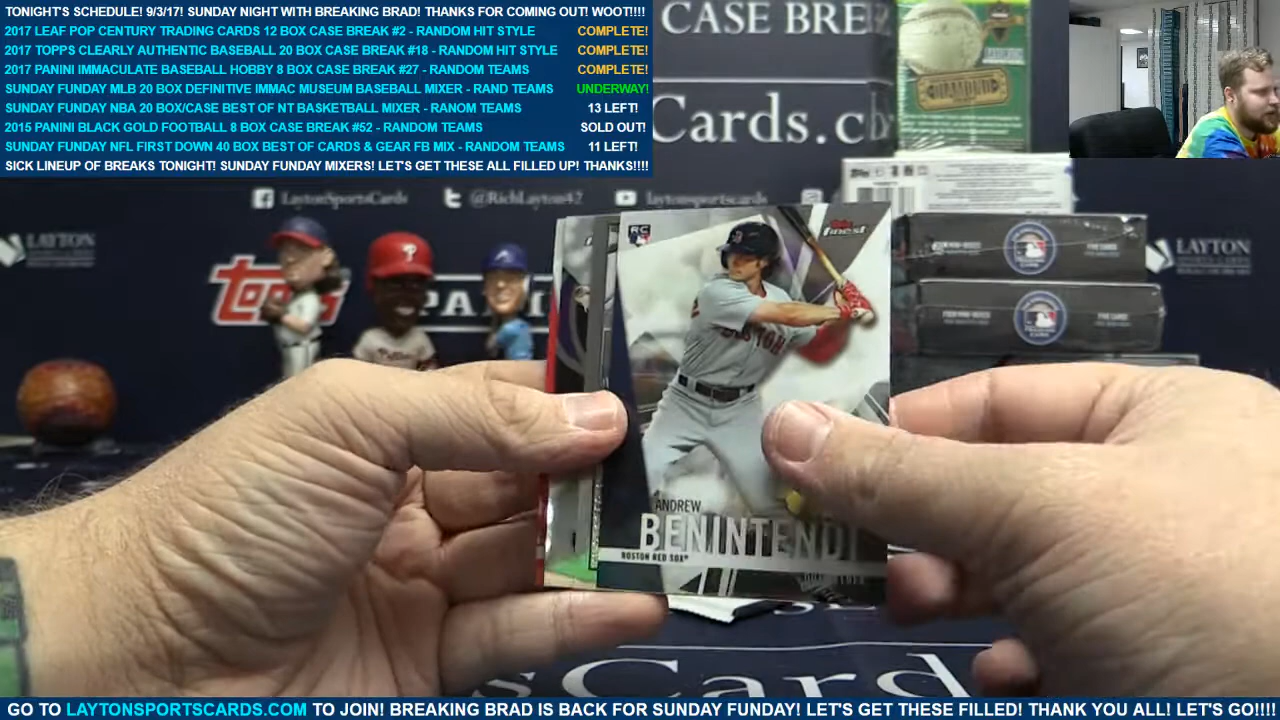 TONIGHT'S SCHEDULE! 9/3/17! SUNDAY NIGHT WITH BREAKING BRAD! THANKS FOR COMING OUT! WOOT!!!!
2017 LEAF POP CENTURY TRADING CARDS 12 BOX CASE BREAK #2 - RANDOM HIT STYLE COMPLETE!
2017 TOPPS CLEARLY AUTHENTIC BASEBALL 20 BOX CASE BREAK #18 - RANDOM HIT STYLE COMPLETE!
2017 PANINI IMMACULATE BASEBALL HOBBY 8 BOX CASE BREAK #27 - RANDOM TEAMS COMPLETE!
SUNDAY FUNDAY MLB 20 BOX DEFINITIVE IMMAC MUSEUM BASEBALL MIXER - RAND TEAMS UNDERWAY!
SUNDAY FUNDAY NBA 20 BOX/CASE BEST OF NT BASKETBALL MIXER - RANOM TEAMS 13 LEFT!
2015 PANINI BLACK GOLD FOOTBALL 8 BOX CASE BREAK #52 - RANDOM TEAMS SOLD OUT!
SUNDAY FUNDAY NFL FIRST DOWN 40 BOX BEST OF CARDS & GEAR FB MIX - RANDOM TEAMS 11 LEFT!
SICK LINEUP OF BREAKS TONIGHT! SUNDAY FUNDAY MIXERS! LET'S GET THESE ALL FILLED UP! THANKS!!!!
CASE BRE
Cards.c
DIAMOND
LaytonSportsCards @RichLayton42 laytonsportscards
LAYTON
LAYTON
topps
PANI
RC
Topps
finest
BOSTON
ANDREW
BENINTENDI
BOSTON RED SOX
sCards
GO TO LAYTONSPORTSCARDS.COM TO JOIN! BREAKING BRAD IS BACK FOR SUNDAY FUNDAY! LET'S GET THESE FILLED! THANK YOU ALL! LET'S GO!!!!